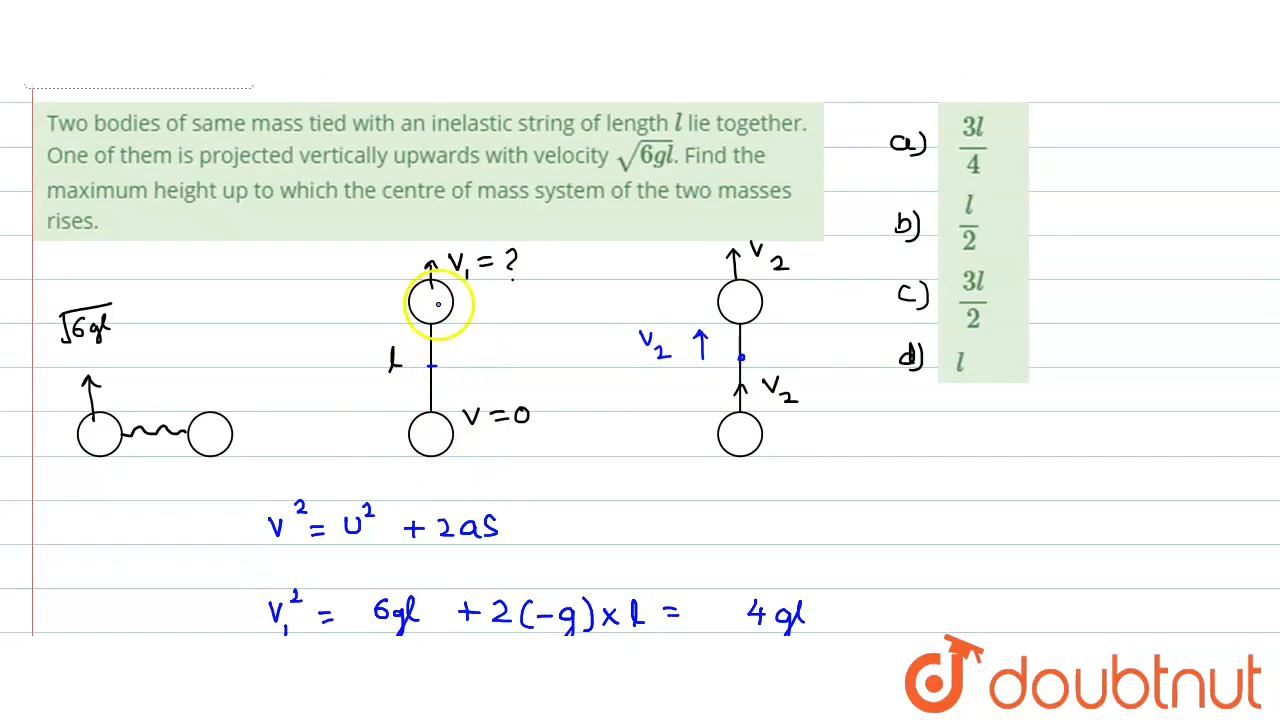 Two bodies of same mass tied with an inelastic string of length l lie together.
One of them is projected vertically upwards with velocity √6gl. Find the
maximum height up to which the centre of mass system of the two masses
rises.
a) 3l/4
b) l/2
c) 3l/2
d) l
√6gl
V₁ = ?
l
V = 0
V₂
V₂
V₂
V² = U² + 2aS
V₁² = 6gl + 2(-g)×l = 4gl
doubtnut